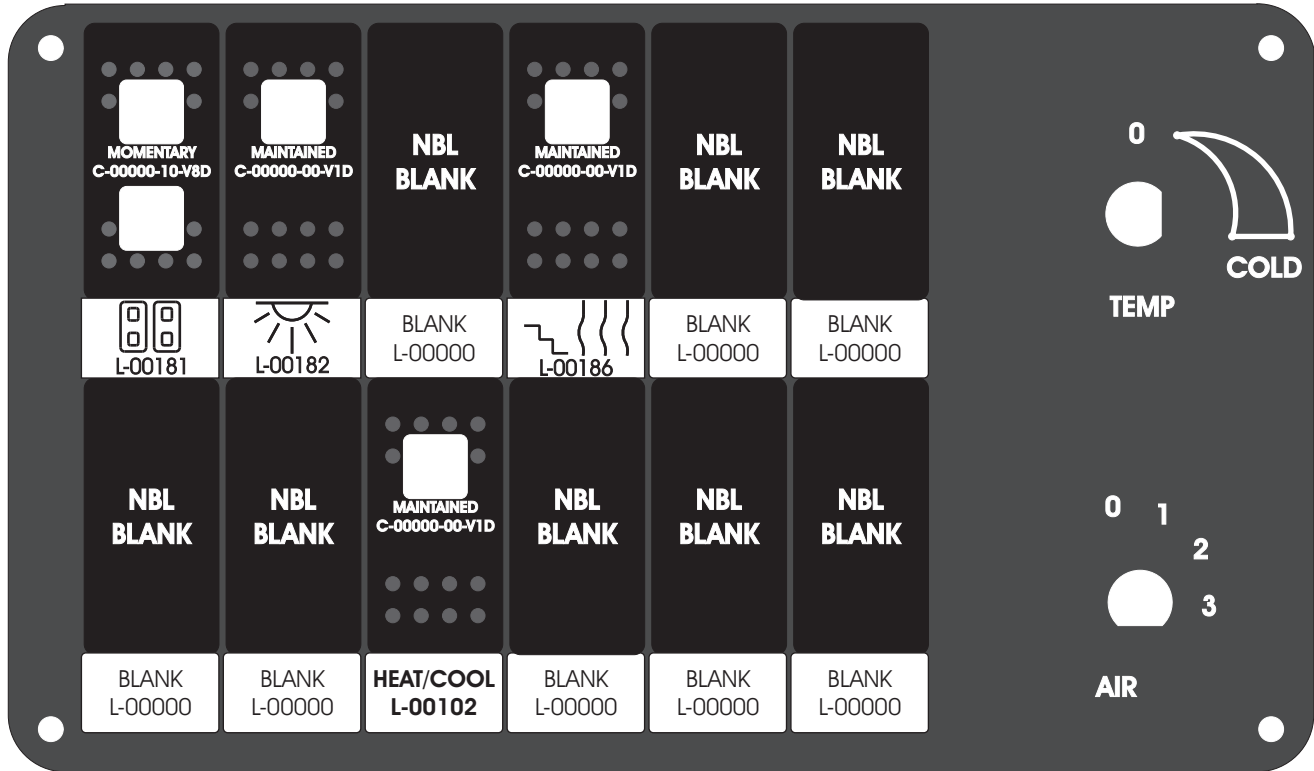 MOMENTARY
C-00000-10-V8D
MAINTAINED
C-00000-00-V1D
NBL
BLANK
MAINTAINED
C-00000-00-V1D
NBL
BLANK
NBL
BLANK
L-00181
L-00182
BLANK
L-00000
L-00186
BLANK
L-00000
BLANK
L-00000
NBL
BLANK
NBL
BLANK
MAINTAINED
C-00000-00-V1D
NBL
BLANK
NBL
BLANK
NBL
BLANK
BLANK
L-00000
BLANK
L-00000
HEAT/COOL
L-00102
BLANK
L-00000
BLANK
L-00000
BLANK
L-00000
0
COLD
TEMP
0 1
2
3
AIR